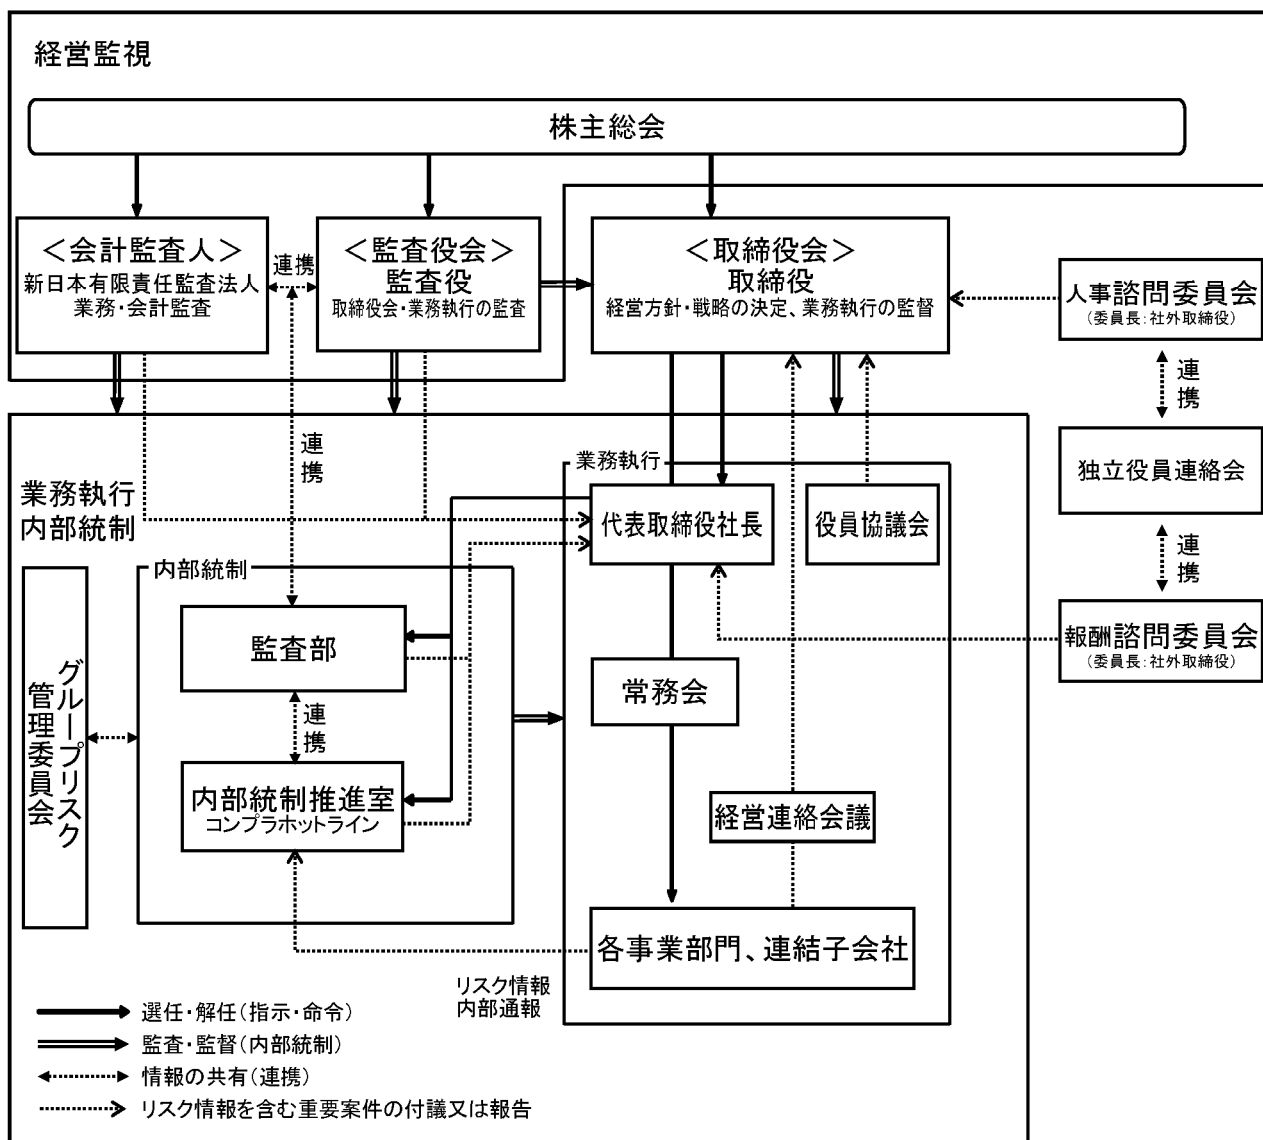 経営監視
株主総会
＜会計監査人＞
新日本有限責任監査法人
業務・会計監査
連携
＜監査役会＞
監査役
取締役会・業務執行の監査
＜取締役会＞
取締役
経営方針・戦略の決定、業務執行の監督
人事諮問委員会
（委員長：社外取締役）
連携
独立役員連絡会
連携
報酬諮問委員会
（委員長：社外取締役）
業務執行
内部統制
連携
業務執行
代表取締役社長
役員協議会
内部統制
監査部
連携
内部統制推進室
コンプラホットライン
グループリスク
管理委員会
常務会
経営連絡会議
各事業部門、連結子会社
リスク情報
内部通報
選任・解任（指示・命令）
監査・監督（内部統制）
情報の共有（連携）
リスク情報を含む重要案件の付議又は報告